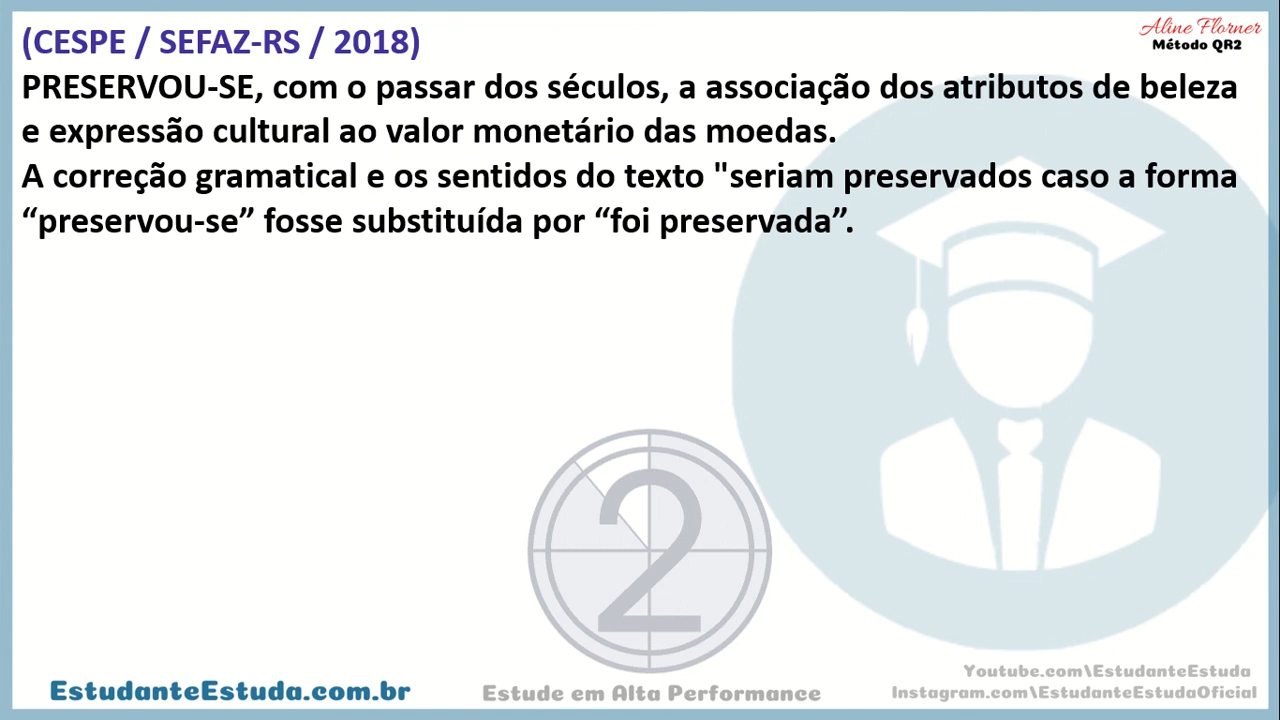 (CESPE / SEFAZ-RS / 2018)
Aline Florner
Método QR2
PRESERVOU-SE, com o passar dos séculos, a associação dos atributos de beleza
e expressão cultural ao valor monetário das moedas.
A correção gramatical e os sentidos do texto "seriam preservados caso a forma
“preservou-se” fosse substituída por “foi preservada”.
2
Youtube.com\EstudanteEstuda
EstudanteEstuda.com.br
Estude em Alta Performance
Instagram.com\EstudanteEstudaOficial